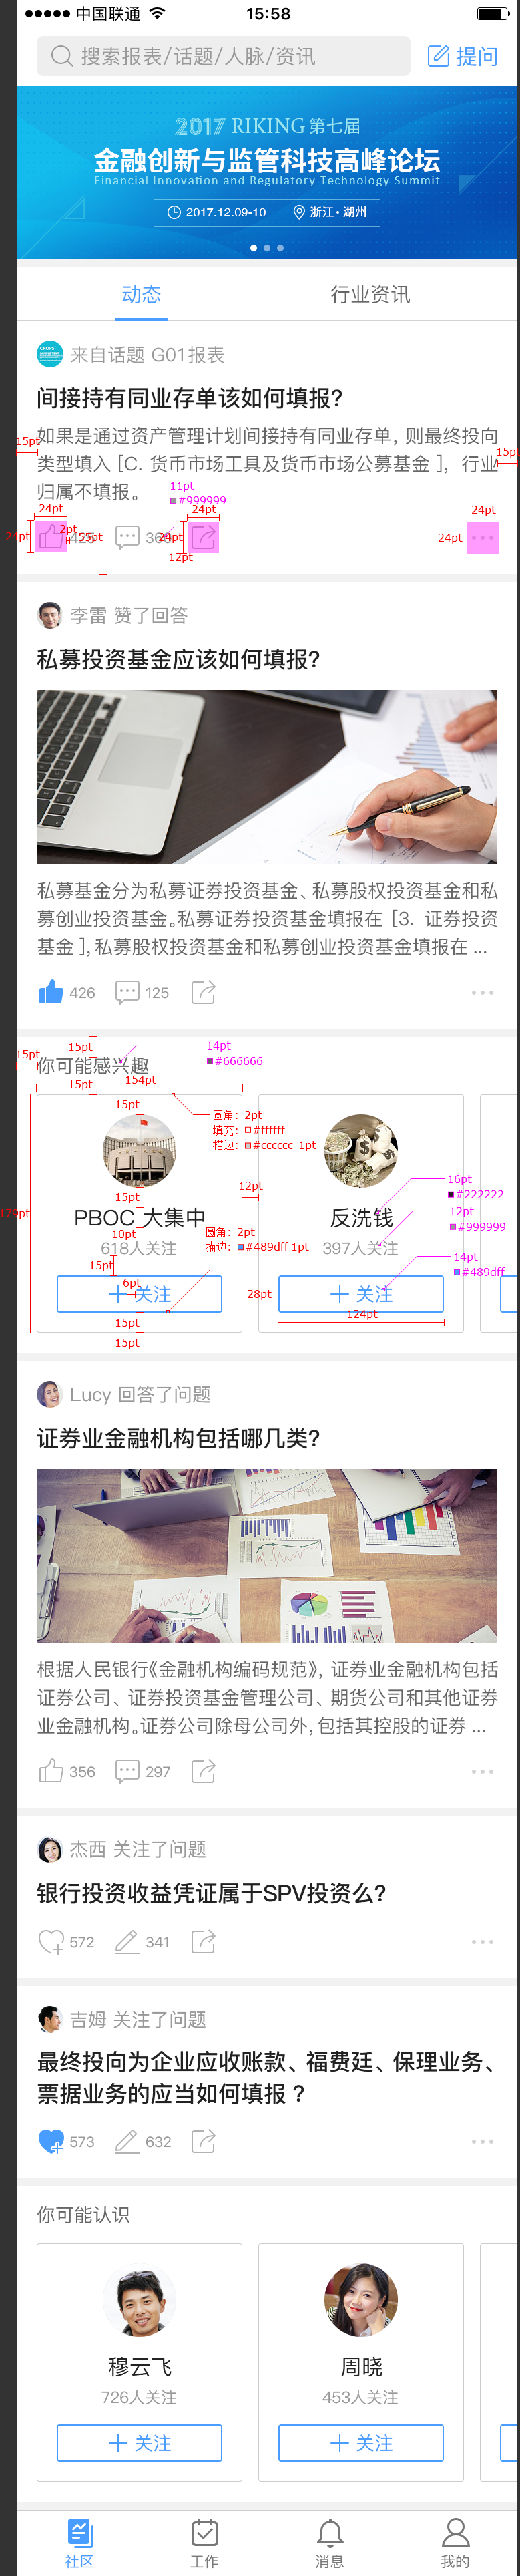 中国联通 15:58
搜索报表/话题/人脉/资讯 提问
2017 RIKING 第七届
金融创新与监管科技高峰论坛
Financial Innovation and Regulatory Technology Summit
2017.12.09-10 | 浙江·湖州
动态 行业资讯
来自话题 G01报表
间接持有同业存单该如何填报?
15pt 如果是通过资产管理计划间接持有同业存单, 则最终投向 15pt
类型填入 [C. 货币市场工具及货币市场公募基金 ], 行业
归属不填报。 11pt
#999999
24pt 24pt 24pt
24pt 2pt 425 55pt 24pt 24pt
12pt
李雷 赞了回答
私募投资基金应该如何填报?
私募基金分为私募证券投资基金、私募股权投资基金和私
募创业投资基金。私募证券投资基金填报在 [3. 证券投资
基金 ], 私募股权投资基金和私募创业投资基金填报在 ...
426 125
15pt 15pt 14pt
你可能感兴趣 #666666
15pt 154pt
15pt 圆角: 2pt
填充: #ffffff
描边: #cccccc 1pt
15pt 12pt 16pt
#222222
179pt PBOC 大集中 反洗钱 12pt
10pt 圆角: 2pt #999999
618人关注 描边: #489dff 1pt 397人关注
15pt 14pt
6pt #489dff
关注 28pt 关注
15pt 124pt
15pt
Lucy 回答了问题
证券业金融机构包括哪几类?
根据人民银行《金融机构编码规范》, 证券业金融机构包括
证券公司、证券投资基金管理公司、期货公司和其他证券
业金融机构。证券公司除母公司外, 包括其控股的证券 ...
356 297
杰西 关注了问题
银行投资收益凭证属于SPV投资么?
572 341
吉姆 关注了问题
最终投向为企业应收账款、福费廷、保理业务、
票据业务的应当如何填报 ?
573 632
你可能认识
穆云飞 周晓
726人关注 453人关注
关注 关注
社区 工作 消息 我的